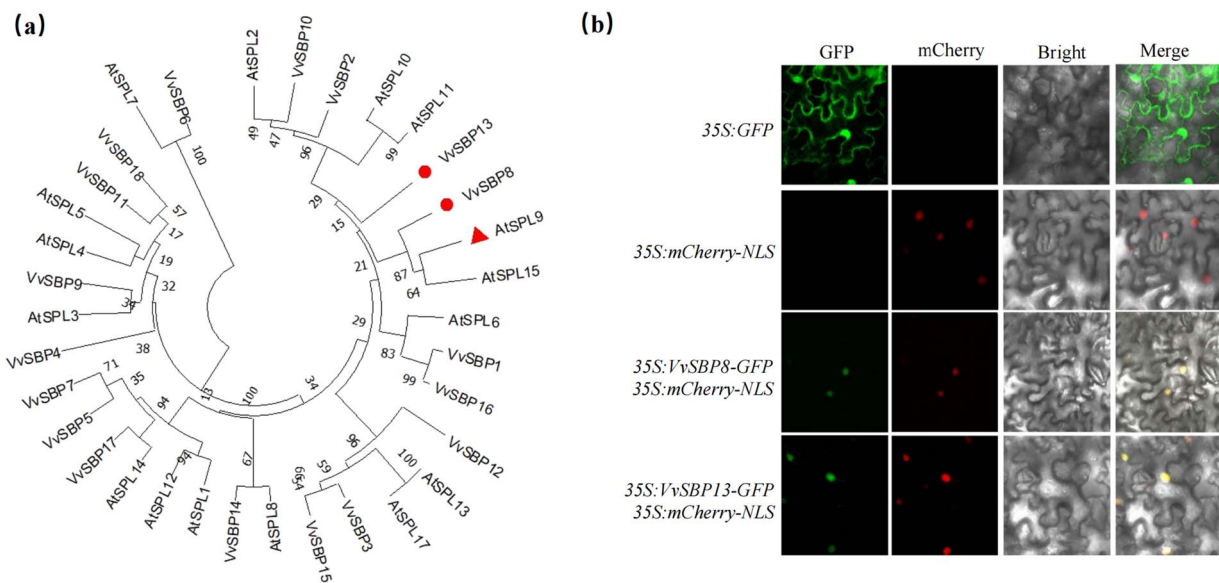 (a)
AtSPL7
VvSBP6
AtSPL2
VvSBP10
VvSBP2
AtSPL10
AtSPL11
VvSBP13
VvSBP8
AtSPL9
AtSPL15
AtSPL6
VvSBP1
VvSBP16
VvSBP12
AtSPL13
AtSPL17
VvSBP3
VvSBP15
AtSPL8
VvSBP14
AtSPL1
AtSPL12
AtSPL14
VvSBP17
VvSBP5
VvSBP7
VvSBP4
AtSPL3
VvSBP9
AtSPL4
AtSPL5
VvSBP11
VvSBP18
100
49
47
96
99
29
15
21
87
64
29
83
99
34
96
100
59
54
67
100
13
94
94
35
71
38
34
32
19
17
57
(b)
GFP mCherry Bright Merge
35S:GFP
35S:mCherry-NLS
35S:VvSBP8-GFP
35S:mCherry-NLS
35S:VvSBP13-GFP
35S:mCherry-NLS